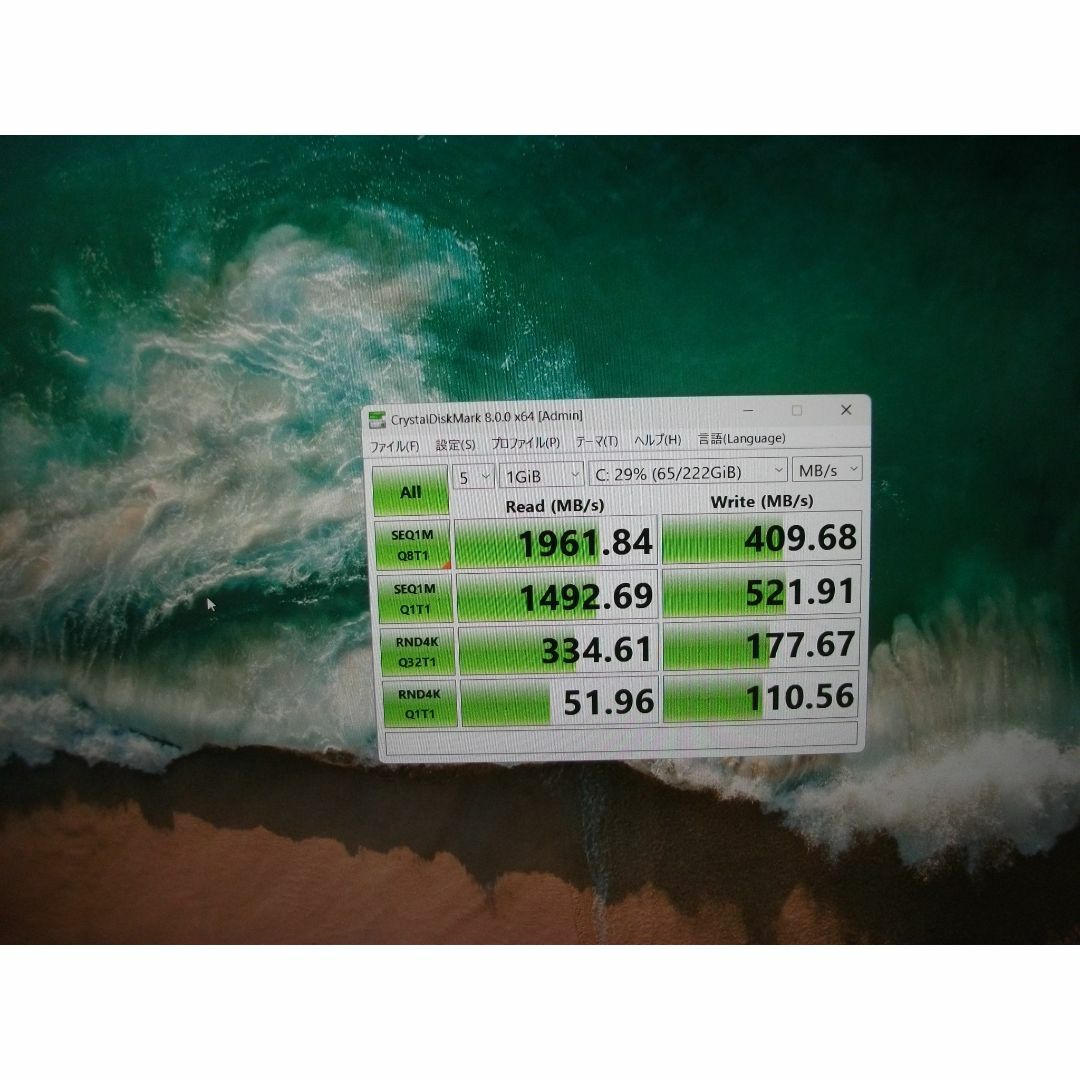 CrystalDiskMark 8.0.0 x64 [Admin]
ファイル(F) 設定(S) プロファイル(P) テーマ(T) ヘルプ(H) 言語(Language)
All 5 1GiB C: 29% (65/222GiB) MB/s
Read (MB/s) Write (MB/s)
SEQ1M
Q8T1 1961.84 409.68
SEQ1M
Q1T1 1492.69 521.91
RND4K
Q32T1 334.61 177.67
RND4K
Q1T1 51.96 110.56